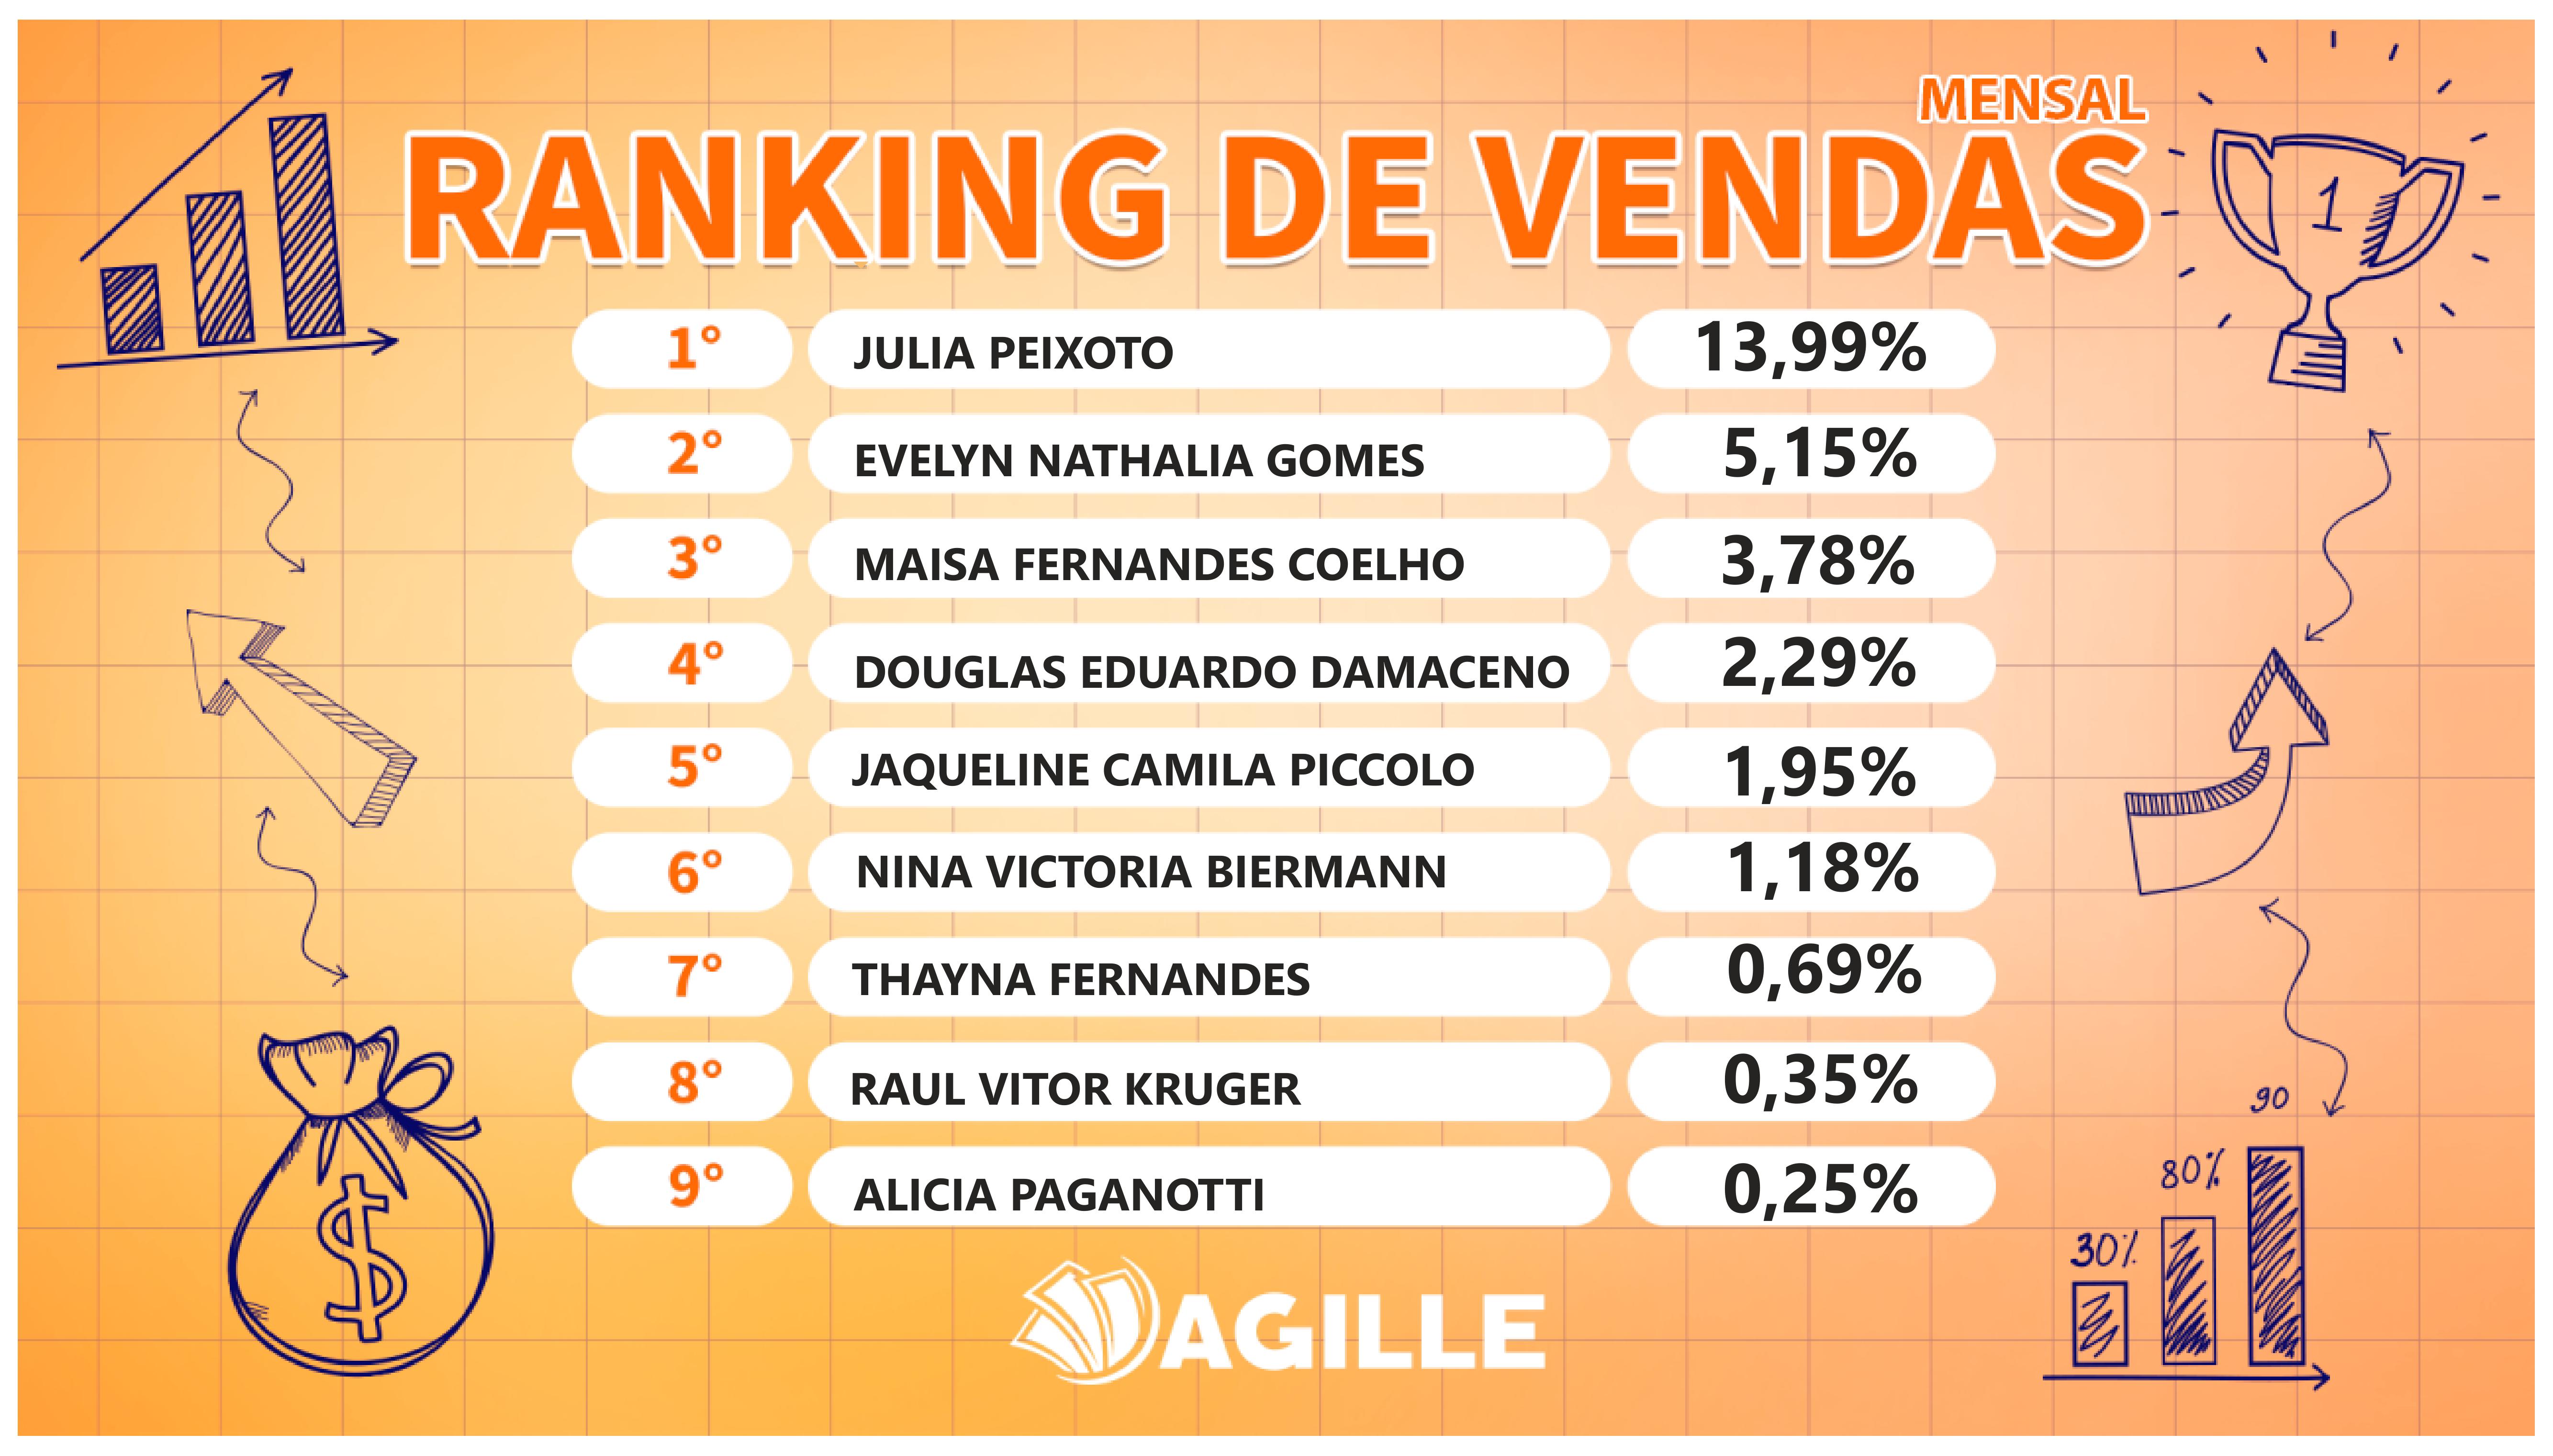 MENSAL
RANKING DE VENDAS
1
1° JULIA PEIXOTO 13,99%
2° EVELYN NATHALIA GOMES 5,15%
3° MAISA FERNANDES COELHO 3,78%
4° DOUGLAS EDUARDO DAMACENO 2,29%
5° JAQUELINE CAMILA PICCOLO 1,95%
6° NINA VICTORIA BIERMANN 1,18%
7° THAYNA FERNANDES 0,69%
8° RAUL VITOR KRUGER 0,35%
9° ALICIA PAGANOTTI 0,25%
$
90
80%
30%
AGILLE